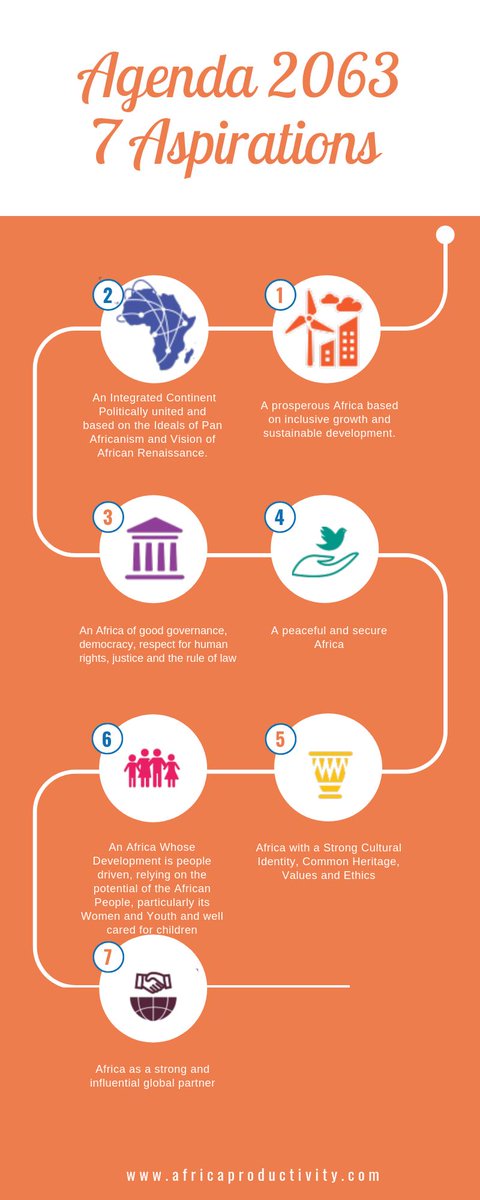 Agenda 2063
7 Aspirations
1
A prosperous Africa based
on inclusive growth and
sustainable development.
2
An Integrated Continent
Politically united and
based on the Ideals of Pan
Africanism and Vision of
African Renaissance.
3
An Africa of good governance,
democracy, respect for human
rights, justice and the rule of law
4
A peaceful and secure
Africa
5
Africa with a Strong Cultural
Identity, Common Heritage,
Values and Ethics
6
An Africa Whose
Development is people
driven, relying on the
potential of the African
People, particularly its
Women and Youth and well
cared for children
7
Africa as a strong and
influential global partner
www.africaproductivity.com